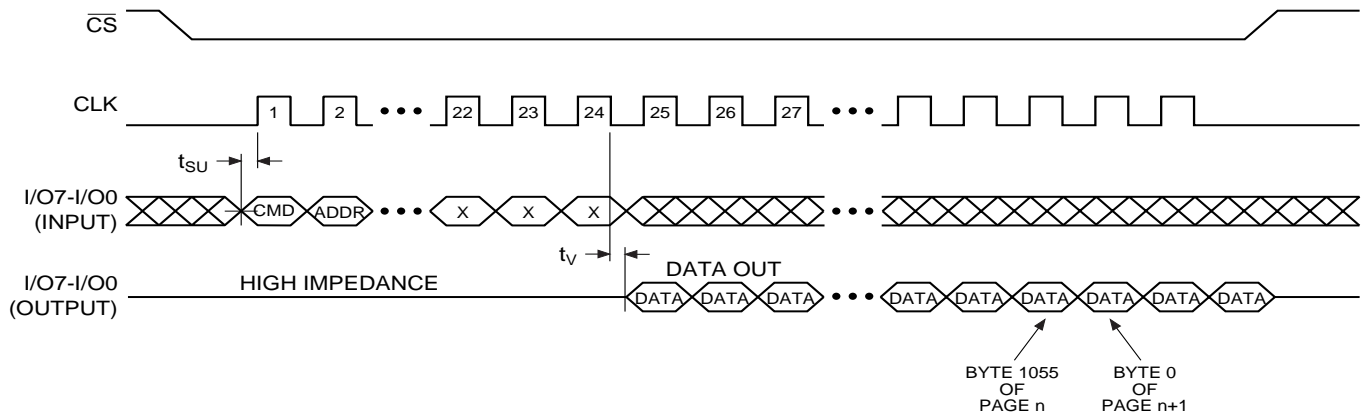 CS
CLK
1 2 ••• 22 23 24 25 26 27 •••
tSU
I/O7-I/O0
(INPUT)
CMD ADDR ••• X X X •••
tV
DATA OUT
I/O7-I/O0
(OUTPUT)
HIGH IMPEDANCE
DATA DATA DATA ••• DATA DATA DATA DATA DATA DATA
BYTE 1055
OF
PAGE n
BYTE 0
OF
PAGE n+1